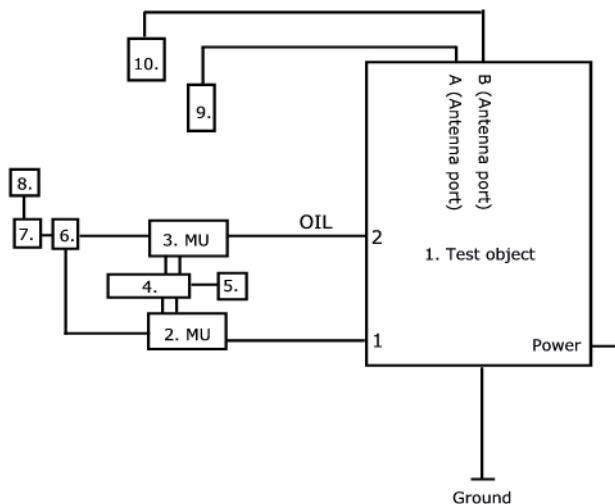 10.
9.
A (Antenna port)
B (Antenna port)
8.
7.
6.
3. MU
OIL
2
1. Test object
4.
5.
2. MU
1
Power
Ground